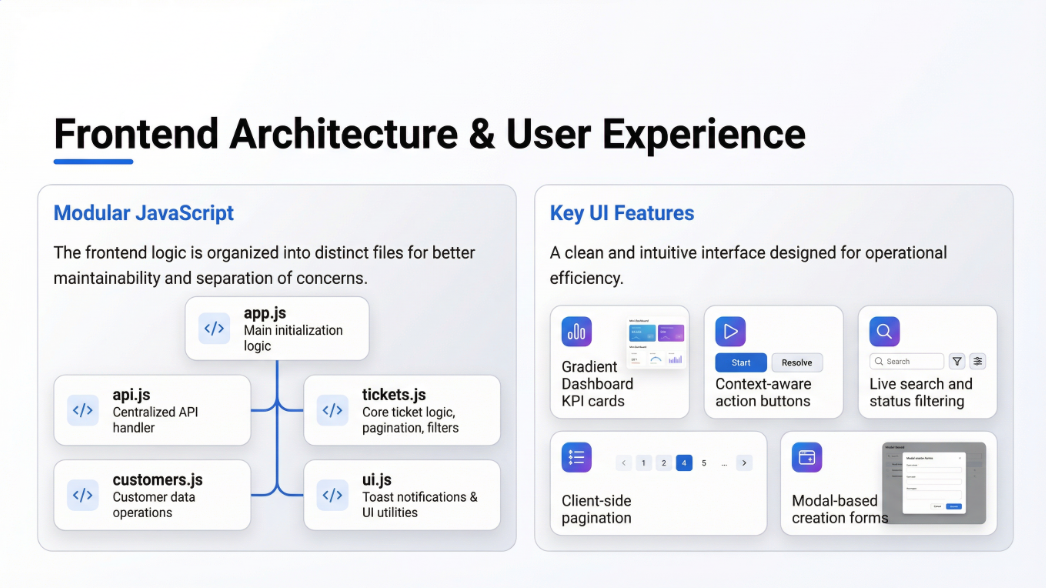 Frontend Architecture & User Experience
Modular JavaScript
The frontend logic is organized into distinct files for better
maintainability and separation of concerns.
app.js
Main initialization
logic
api.js
Centralized API
handler
tickets.js
Core ticket logic,
pagination, filters
customers.js
Customer data
operations
ui.js
Toast notifications &
UI utilities
Key UI Features
A clean and intuitive interface designed for operational
efficiency.
Gradient
Dashboard
KPI cards
Start
Resolve
Context-aware
action buttons
Search
Live search and
status filtering
1 2 4 5 ...
Client-side
pagination
Modal-based
creation forms